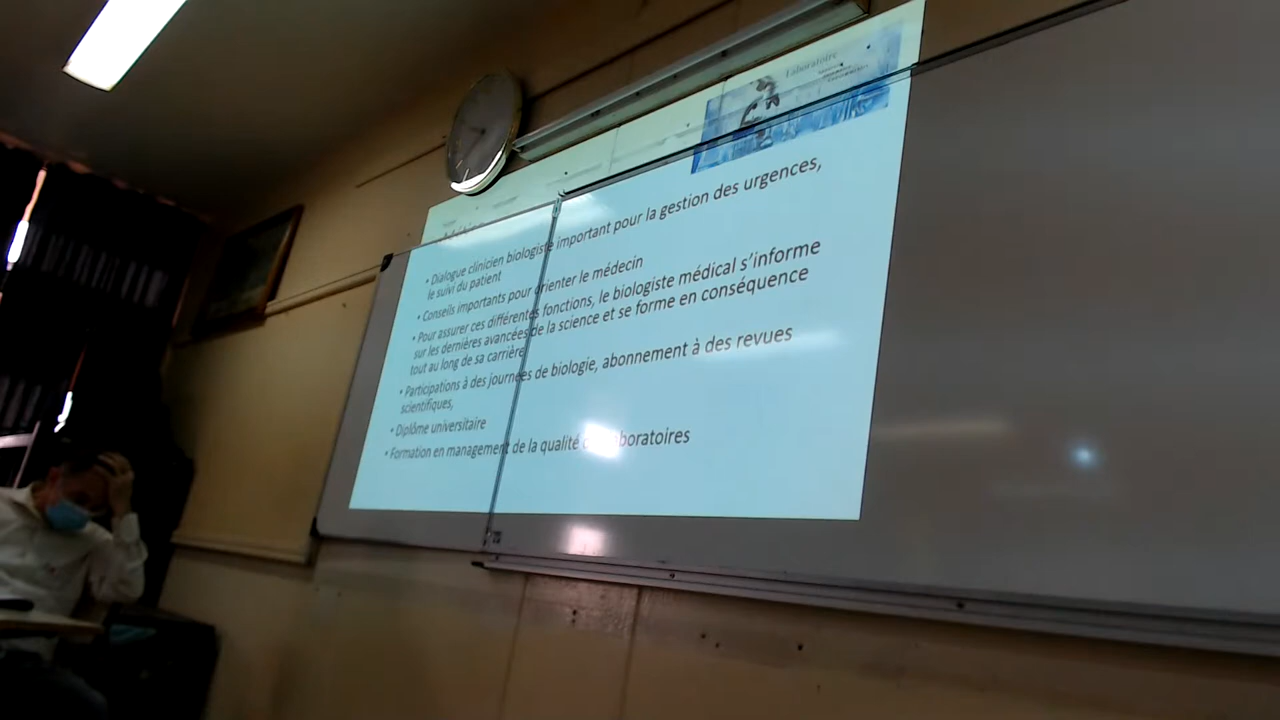 Laboratoire
• Dialogue clinicien biologiste important pour la gestion des urgences,
le suivi du patient
• Conseils importants pour orienter le médecin
• Pour assurer ces différentes fonctions, le biologiste médical s'informe
sur les dernières avancées de la science et se forme en conséquence
tout au long de sa carrière
• Participations à des journées de biologie, abonnement à des revues
scientifiques,
• Diplôme universitaire
• Formation en management de la qualité laboratoires